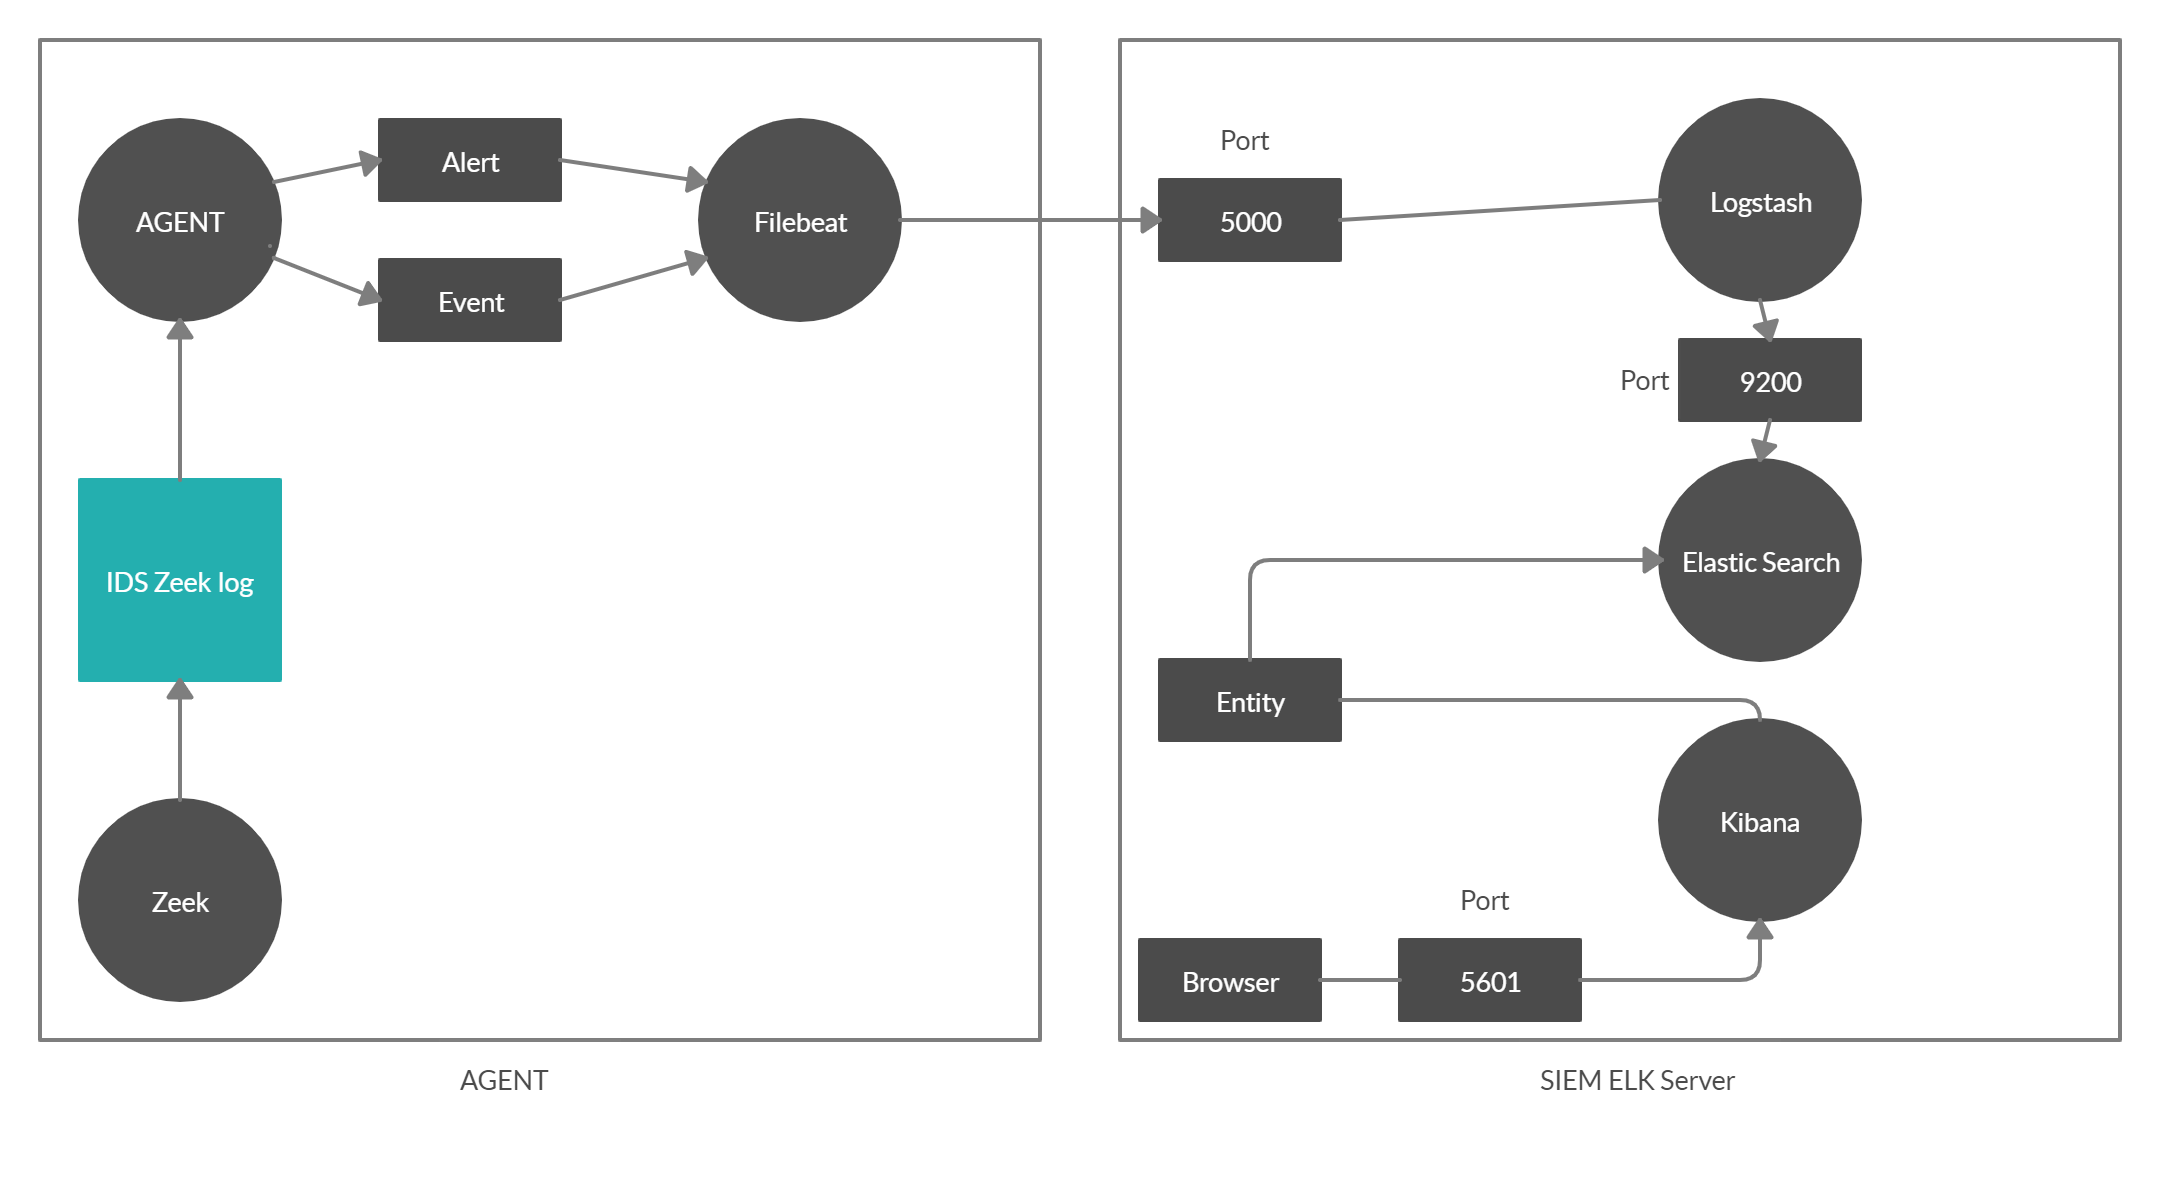 AGENT
Alert
Event
Filebeat
IDS Zeek log
Zeek
AGENT
Port
5000
Logstash
Port
9200
Elastic Search
Entity
Kibana
Port
Browser
5601
SIEM ELK Server